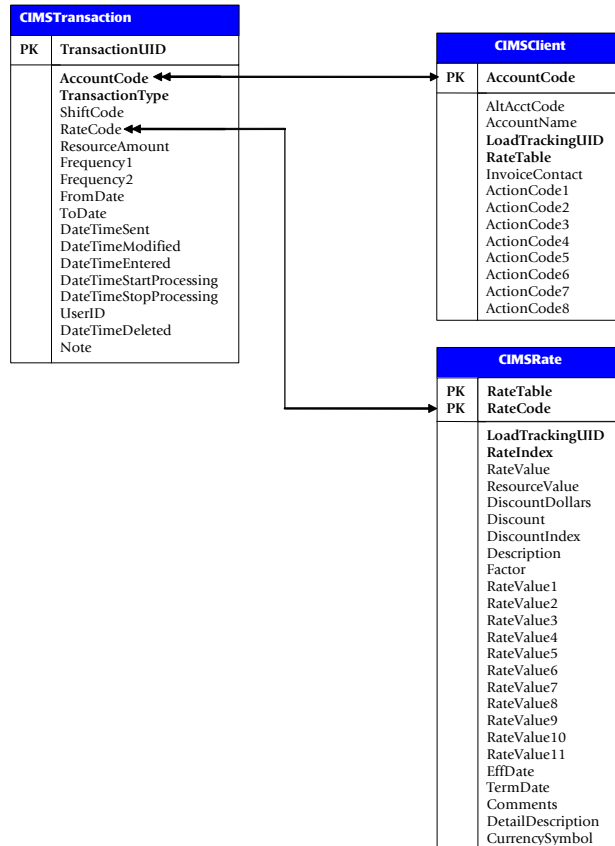 CIMSTransaction
PK TransactionUID
AccountCode
TransactionType
ShiftCode
RateCode
ResourceAmount
Frequency1
Frequency2
FromDate
ToDate
DateTimeSent
DateTimeModified
DateTimeEntered
DateTimeStartProcessing
DateTimeStopProcessing
UserID
DateTimeDeleted
Note
CIMSClient
PK AccountCode
AltAcctCode
AccountName
LoadTrackingUID
RateTable
InvoiceContact
ActionCode1
ActionCode2
ActionCode3
ActionCode4
ActionCode5
ActionCode6
ActionCode7
ActionCode8
CIMSRate
PK RateTable
PK RateCode
LoadTrackingUID
RateIndex
RateValue
ResourceValue
DiscountDollars
Discount
DiscountIndex
Description
Factor
RateValue1
RateValue2
RateValue3
RateValue4
RateValue5
RateValue6
RateValue7
RateValue8
RateValue9
RateValue10
RateValue11
EffDate
TermDate
Comments
DetailDescription
CurrencySymbol